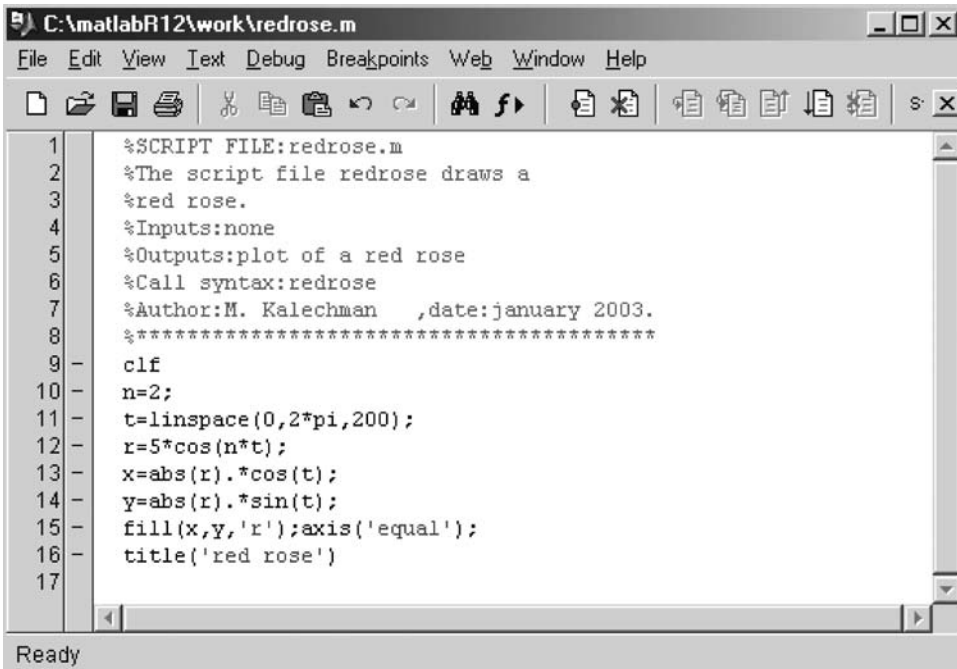 C:\matlabR12\work\redrose.m
File Edit View Text Debug Breakpoints Web Window Help
S
1 %SCRIPT FILE:redrose.m
2 %The script file redrose draws a
3 %red rose.
4 %Inputs:none
5 %Outputs:plot of a red rose
6 %Call syntax:redrose
7 %Author:M. Kalechman ,date:january 2003.
8 %*****************************************
9 - clf
10 - n=2;
11 - t=linspace(0,2*pi,200);
12 - r=5*cos(n*t);
13 - x=abs(r).*cos(t);
14 - y=abs(r).*sin(t);
15 - fill(x,y,'r');axis('equal');
16 - title('red rose')
17
Ready